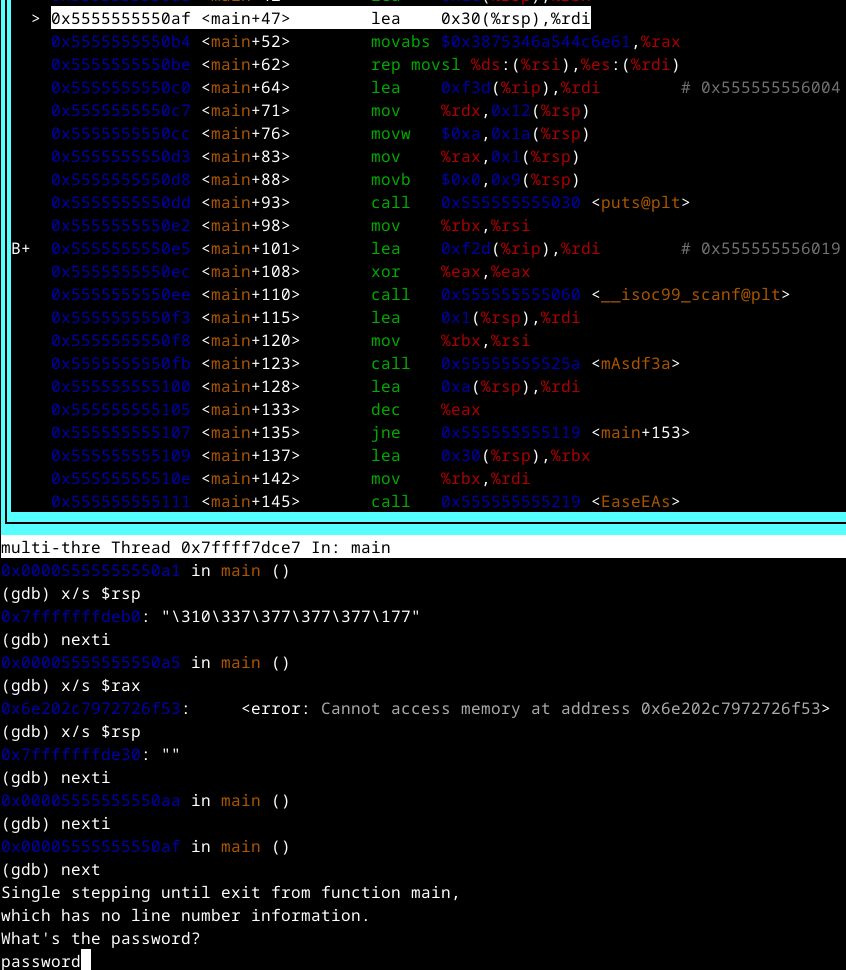 > 0x5555555550af <main+47> lea 0x30(%rsp),%rdi
0x5555555550b4 <main+52> movabs $0x3875346a544c6e61,%rax
0x5555555550be <main+62> rep movsl %ds:(%rsi),%es:(%rdi)
0x5555555550c0 <main+64> lea 0xf3d(%rip),%rdi # 0x555555556004
0x5555555550c7 <main+71> mov %rdx,0x12(%rsp)
0x5555555550cc <main+76> movw $0xa,0x1a(%rsp)
0x5555555550d3 <main+83> mov %rax,0x1(%rsp)
0x5555555550d8 <main+88> movb $0x0,0x9(%rsp)
0x5555555550dd <main+93> call 0x555555555030 <puts@plt>
0x5555555550e2 <main+98> mov %rbx,%rsi
B+ 0x5555555550e5 <main+101> lea 0xf2d(%rip),%rdi # 0x555555556019
0x5555555550ec <main+108> xor %eax,%eax
0x5555555550ee <main+110> call 0x555555555060 <__isoc99_scanf@plt>
0x5555555550f3 <main+115> lea 0x1(%rsp),%rdi
0x5555555550f8 <main+120> mov %rbx,%rsi
0x5555555550fb <main+123> call 0x55555555525a <mAsdf3a>
0x555555555100 <main+128> lea 0xa(%rsp),%rdi
0x555555555105 <main+133> dec %eax
0x555555555107 <main+135> jne 0x555555555119 <main+153>
0x555555555109 <main+137> lea 0x30(%rsp),%rbx
0x55555555510e <main+142> mov %rbx,%rdi
0x555555555111 <main+145> call 0x555555555219 <EaseEAs>
multi-thre Thread 0x7ffff7dce7 In: main
0x00005555555550a1 in main ()
(gdb) x/s $rsp
0x7fffffffdeb0: "\310\337\377\377\377\177"
(gdb) nexti
0x00005555555550a5 in main ()
(gdb) x/s $rax
0x6e202c7972726f53: <error: Cannot access memory at address 0x6e202c7972726f53>
(gdb) x/s $rsp
0x7fffffffde30: ""
(gdb) nexti
0x00005555555550aa in main ()
(gdb) nexti
0x00005555555550af in main ()
(gdb) next
Single stepping until exit from function main,
which has no line number information.
What's the password?
password